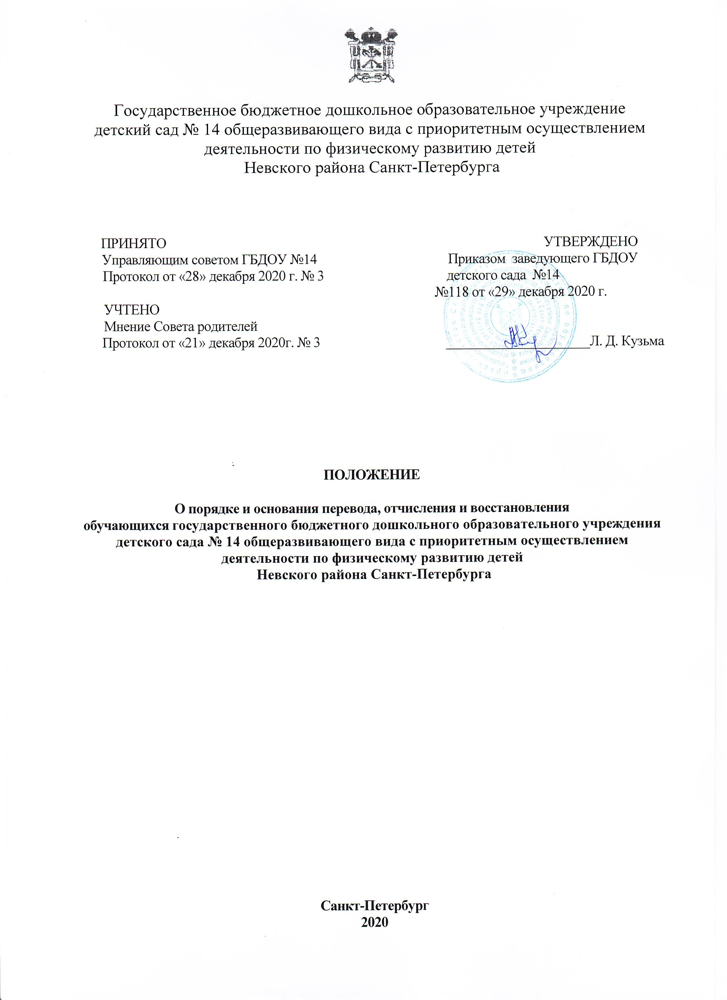 Государственное бюджетное дошкольное образовательное учреждение
детский сад № 14 общеразвивающего вида с приоритетным осуществлением
деятельности по физическому развитию детей
Невского района Санкт-Петербурга
ПРИНЯТО
Управляющим советом ГБДОУ №14
Протокол от «28» декабря 2020 г. № 3
УЧТЕНО
Мнение Совета родителей
Протокол от «21» декабря 2020г. № 3
УТВЕРЖДЕНО
Приказом заведующего ГБДОУ
детского сада №14
№118 от «29» декабря 2020 г.
Л. Д. Кузьма
ПОЛОЖЕНИЕ
О порядке и основания перевода, отчисления и восстановления
обучающихся государственного бюджетного дошкольного образовательного учреждения
детского сада № 14 общеразвивающего вида с приоритетным осуществлением
деятельности по физическому развитию детей
Невского района Санкт-Петербурга
Санкт-Петербург
2020